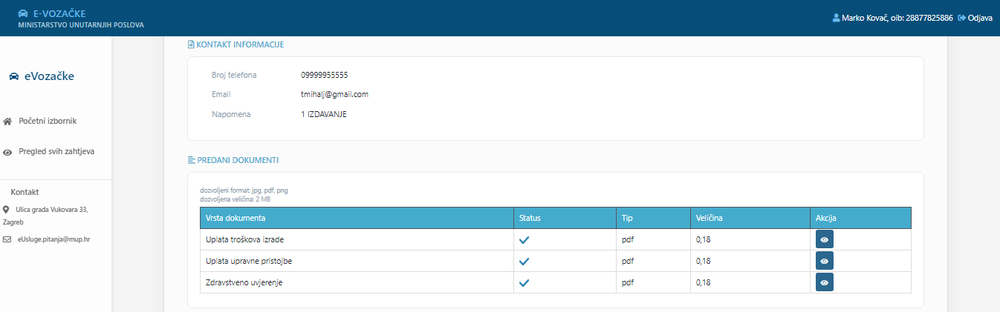 E-VOZAČKE
MINISTARSTVO UNUTARNJIH POSLOVA
Marko Kovač, oib: 28877825886 Odjava
eVozačke
Početni izbornik
Pregled svih zahtjeva
Kontakt
Ulica grada Vukovara 33,
Zagreb
eUsluge.pitanja@mup.hr
KONTAKT INFORMACIJE
Broj telefona 09999955555
Email tmihalj@gmail.com
Napomena 1 IZDAVANJE
PREDANI DOKUMENTI
dozvoljeni format: jpg, pdf, png
dozvoljena veličina: 2 MB
Vrsta dokumenta Status Tip Veličina Akcija
Uplata troškova izrade pdf 0,18
Uplata upravne pristojbe pdf 0,18
Zdravstveno uvjerenje pdf 0,18